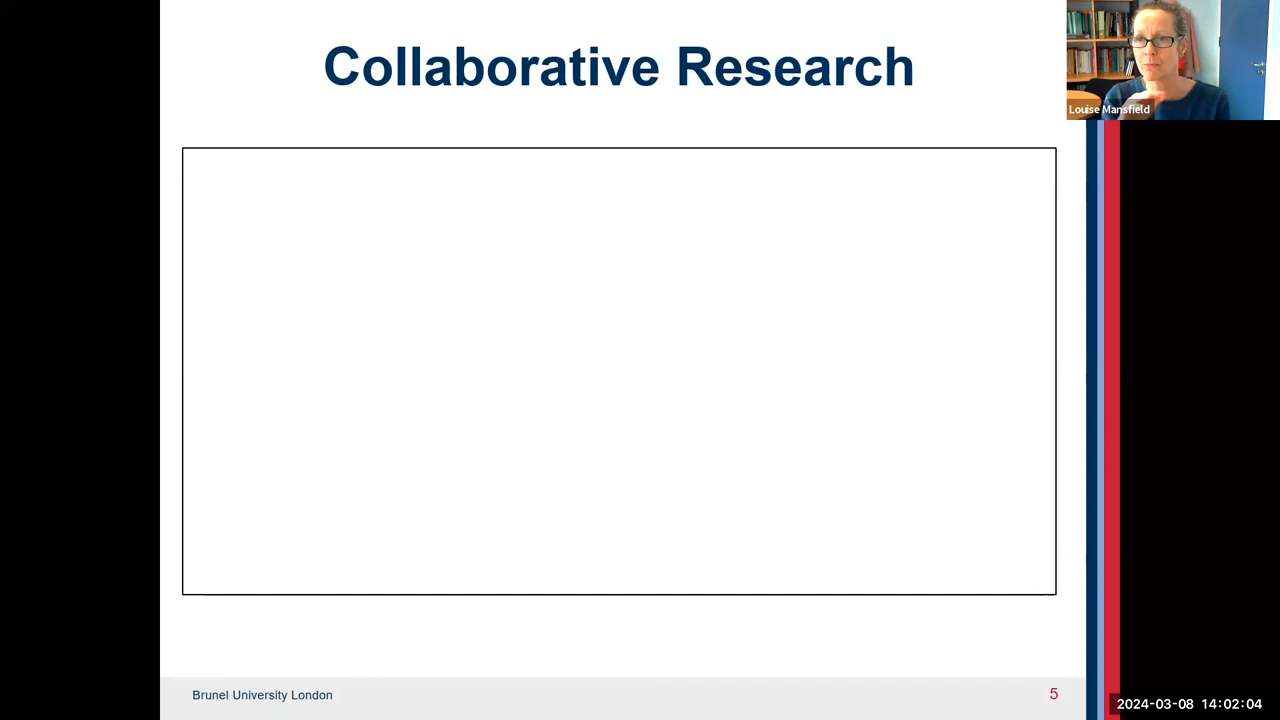 Collaborative Research
Louise Mansfield
Brunel University London
5
2024-03-08 14:02:04